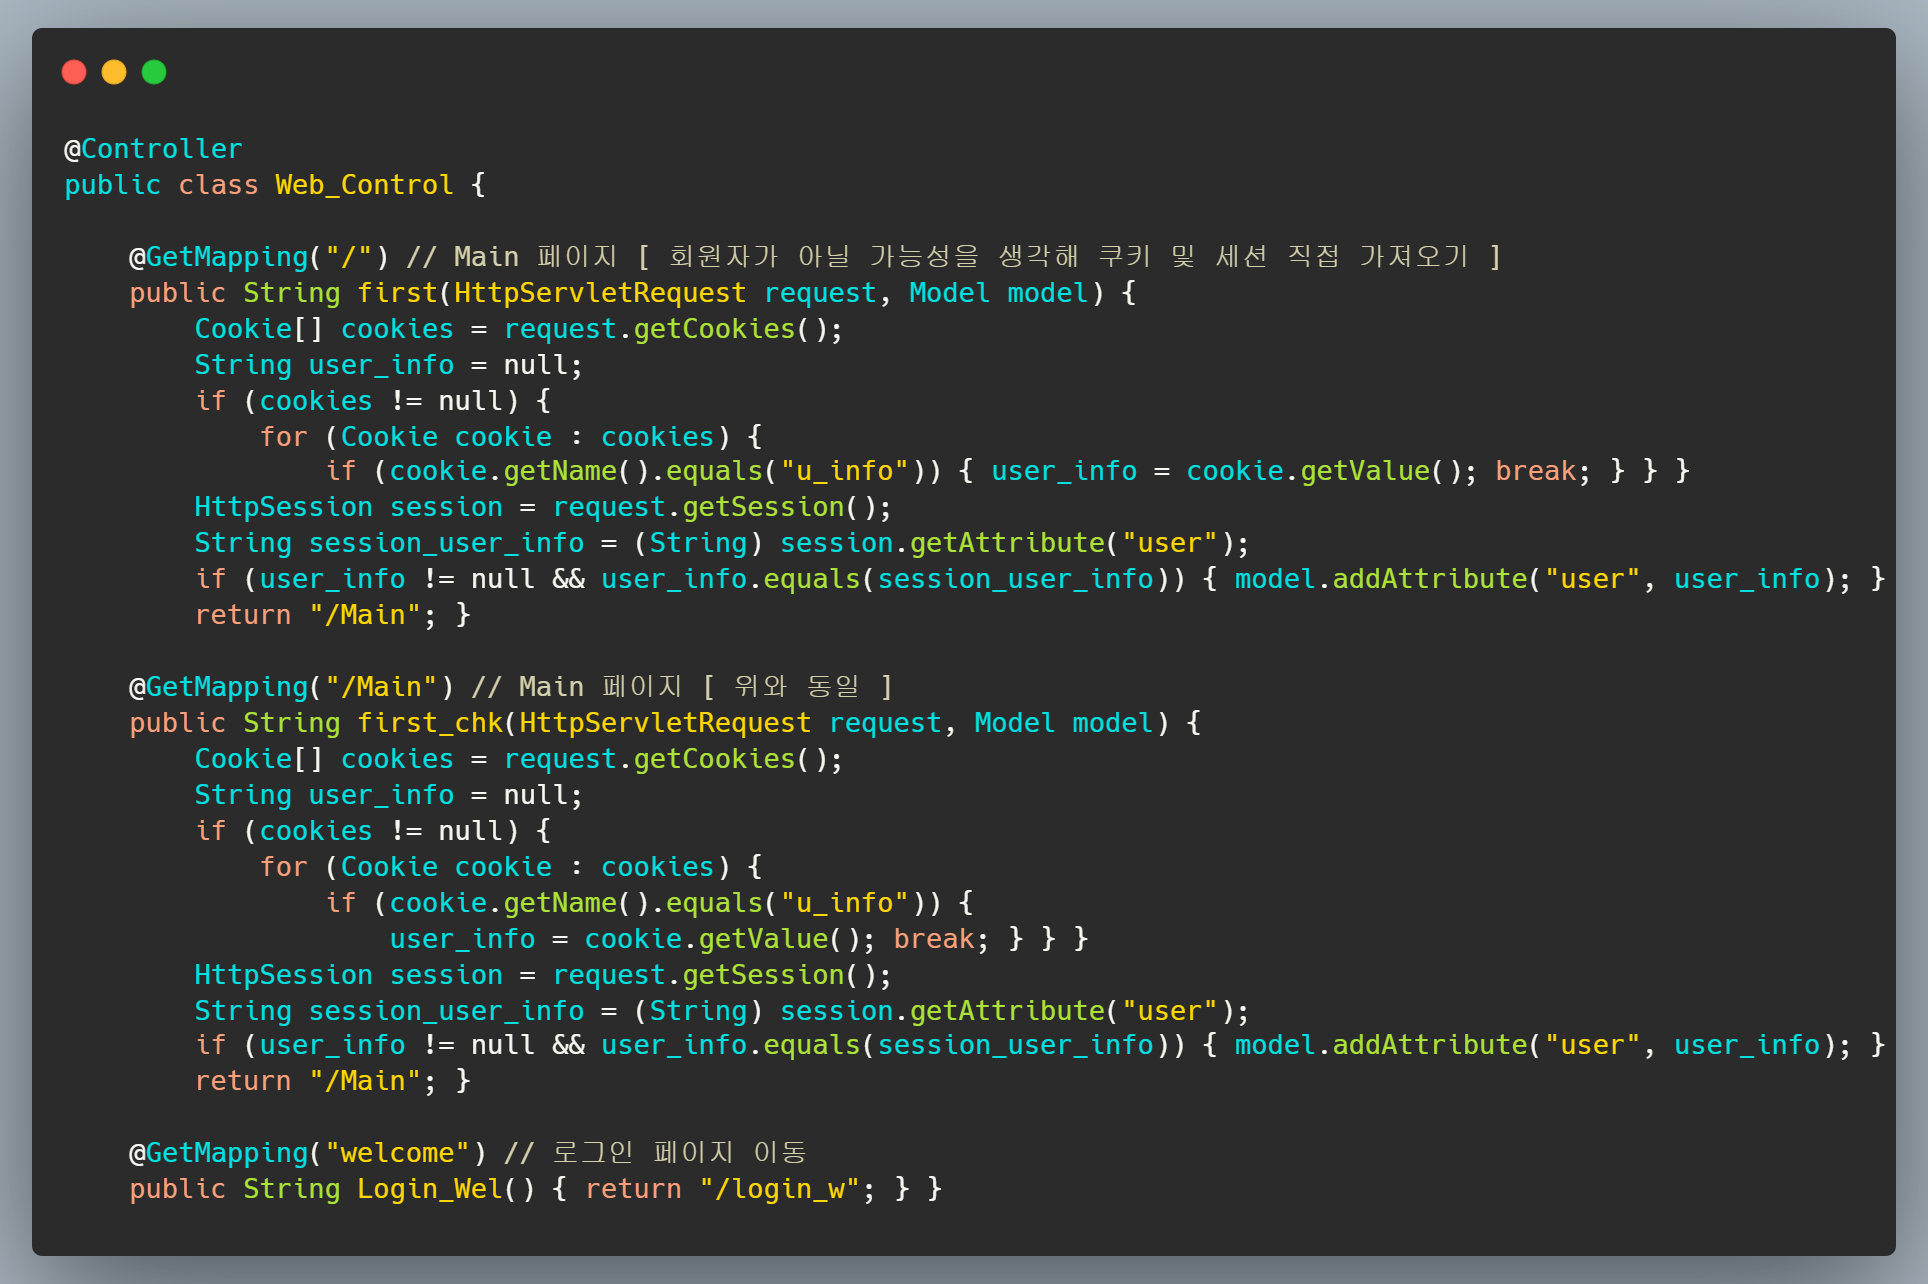 @Controller
public class Web_Control {
@GetMapping("/") // Main 페이지 [ 회원자가 아닐 가능성을 생각해 쿠키 및 세션 직접 가져오기 ]
public String first(HttpServletRequest request, Model model) {
Cookie[] cookies = request.getCookies();
String user_info = null;
if (cookies != null) {
for (Cookie cookie : cookies) {
if (cookie.getName().equals("u_info")) { user_info = cookie.getValue(); break; } } }
HttpSession session = request.getSession();
String session_user_info = (String) session.getAttribute("user");
if (user_info != null && user_info.equals(session_user_info)) { model.addAttribute("user", user_info); }
return "/Main"; }
@GetMapping("/Main") // Main 페이지 [ 위와 동일 ]
public String first_chk(HttpServletRequest request, Model model) {
Cookie[] cookies = request.getCookies();
String user_info = null;
if (cookies != null) {
for (Cookie cookie : cookies) {
if (cookie.getName().equals("u_info")) {
user_info = cookie.getValue(); break; } } }
HttpSession session = request.getSession();
String session_user_info = (String) session.getAttribute("user");
if (user_info != null && user_info.equals(session_user_info)) { model.addAttribute("user", user_info); }
return "/Main"; }
@GetMapping("welcome") // 로그인 페이지 이동
public String Login_Wel() { return "/login_w"; } }